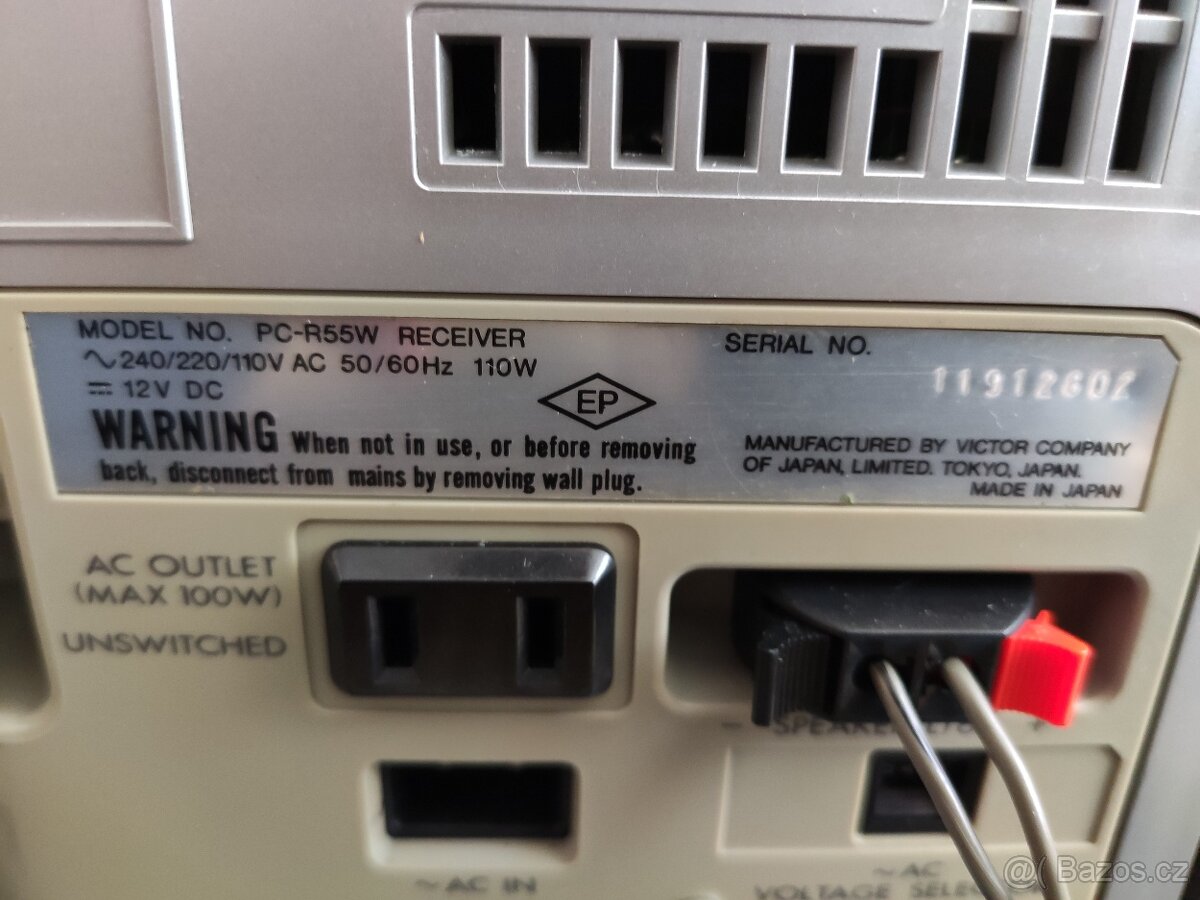 MODEL NO. PC-R55W RECEIVER
∿240/220/110V AC 50/60Hz 110W
⎓ 12V DC
EP
WARNING When not in use, or before removing
back, disconnect from mains by removing wall plug.
SERIAL NO.
11912602
MANUFACTURED BY VICTOR COMPANY
OF JAPAN, LIMITED. TOKYO, JAPAN.
MADE IN JAPAN
AC OUTLET
(MAX 100W)
UNSWITCHED
~ AC IN
~ AC
VOLTAGE
@ Bazos.cz